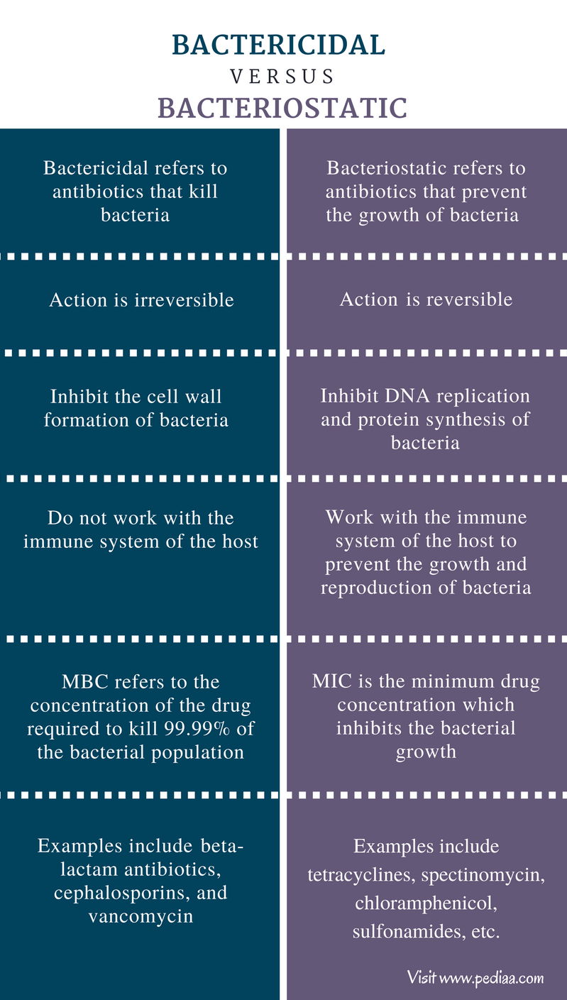 BACTERICIDAL
VERSUS
BACTERIOSTATIC
Bactericidal refers to
antibiotics that kill
bacteria
Bacteriostatic refers to
antibiotics that prevent
the growth of bacteria
Action is irreversible
Action is reversible
Inhibit the cell wall
formation of bacteria
Inhibit DNA replication
and protein synthesis of
bacteria
Do not work with the
immune system of the host
Work with the immune
system of the host to
prevent the growth and
reproduction of bacteria
MBC refers to the
concentration of the drug
required to kill 99.99% of
the bacterial population
MIC is the minimum drug
concentration which
inhibits the bacterial
growth
Examples include beta-
lactam antibiotics,
cephalosporins, and
vancomycin
Examples include
tetracyclines, spectinomycin,
chloramphenicol,
sulfonamides, etc.
Visit www.pediaa.com